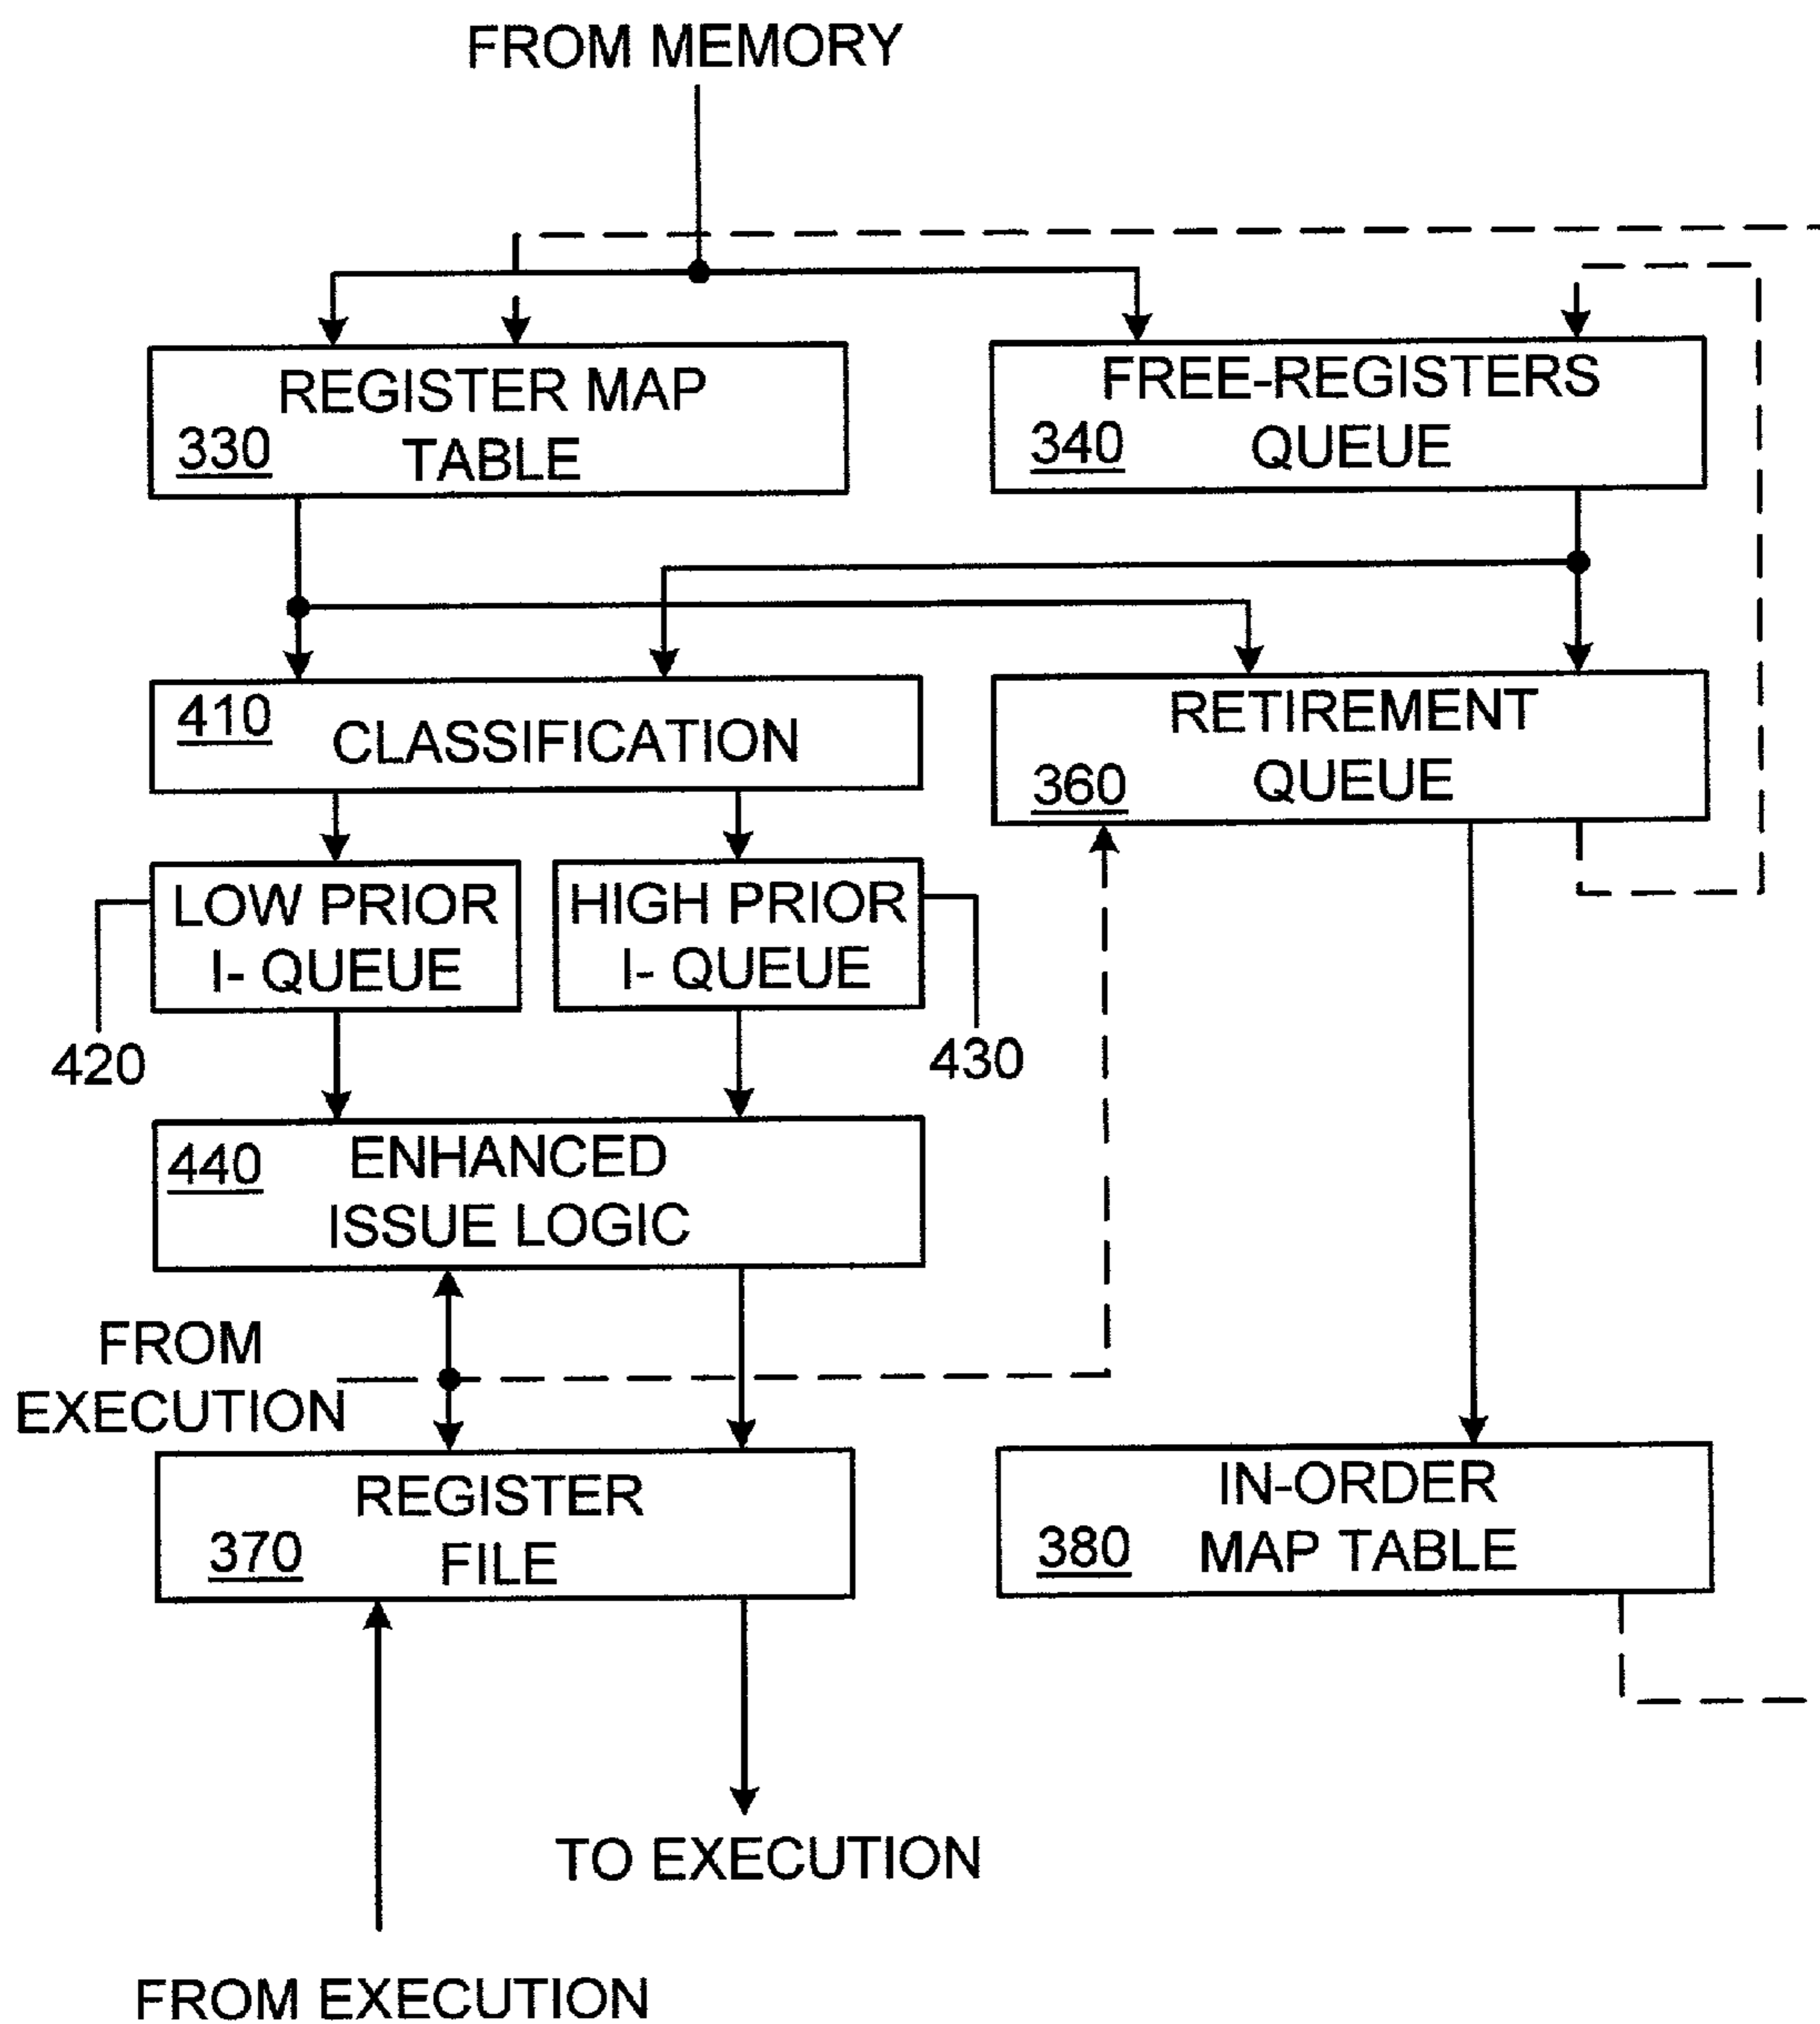 FROM MEMORY
REGISTER MAP
330 TABLE
FREE-REGISTERS
340 QUEUE
410 CLASSIFICATION
RETIREMENT
360 QUEUE
LOW PRIOR
I- QUEUE
HIGH PRIOR
I- QUEUE
420
430
440 ENHANCED
ISSUE LOGIC
FROM
EXECUTION
REGISTER
370 FILE
IN-ORDER
380 MAP TABLE
TO EXECUTION
FROM EXECUTION